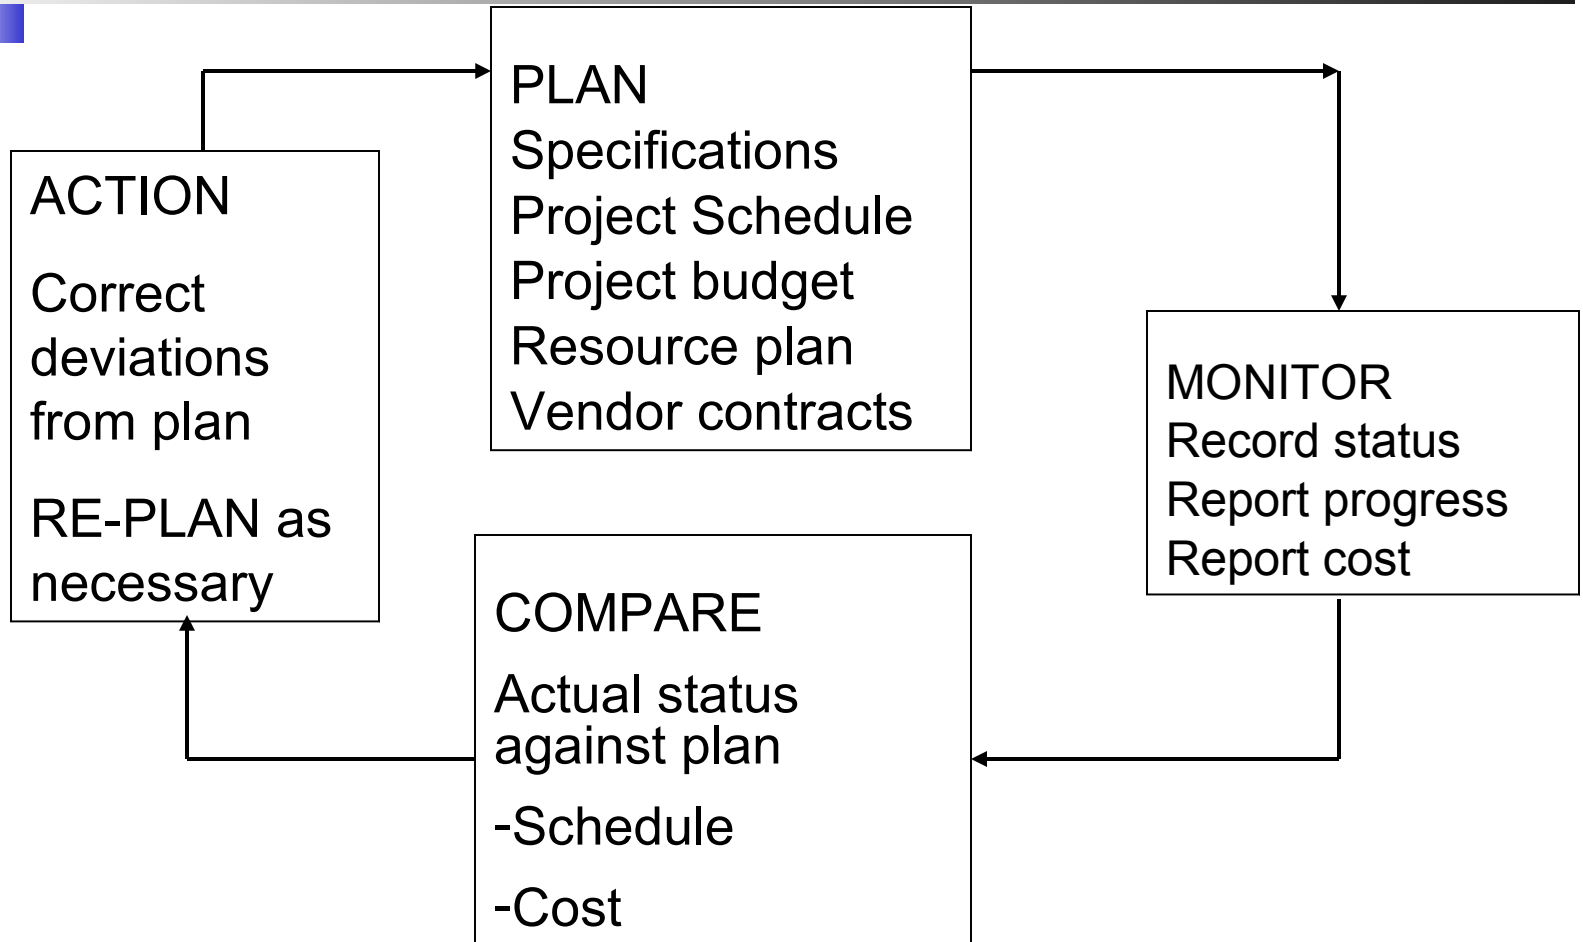 PLAN
Specifications
Project Schedule
Project budget
Resource plan
Vendor contracts
MONITOR
Record status
Report progress
Report cost
COMPARE
Actual status
against plan
-Schedule
-Cost
ACTION
Correct
deviations
from plan
RE-PLAN as
necessary